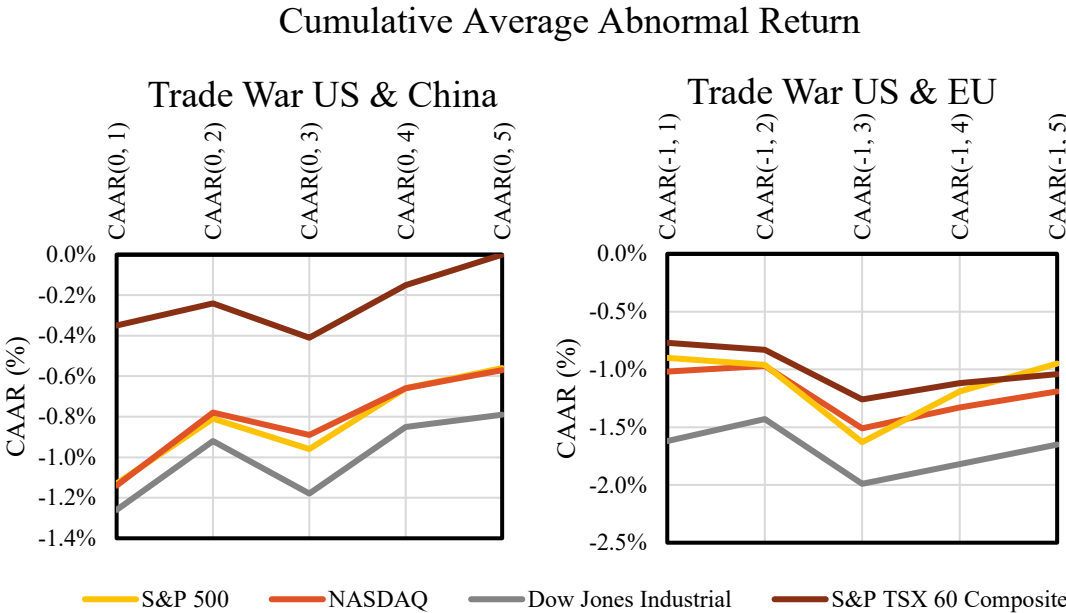 Cumulative Average Abnormal Return
Trade War US & China
CAAR(0, 1)
CAAR(0, 2)
CAAR(0, 3)
CAAR(0, 4)
CAAR(0, 5)
0.0%
-0.2%
-0.4%
-0.6%
-0.8%
-1.0%
-1.2%
-1.4%
CAAR (%)
Trade War US & EU
CAAR(-1, 1)
CAAR(-1, 2)
CAAR(-1, 3)
CAAR(-1, 4)
CAAR(-1, 5)
0.0%
-0.5%
-1.0%
-1.5%
-2.0%
-2.5%
CAAR (%)
S&P 500
NASDAQ
Dow Jones Industrial
S&P TSX 60 Composite